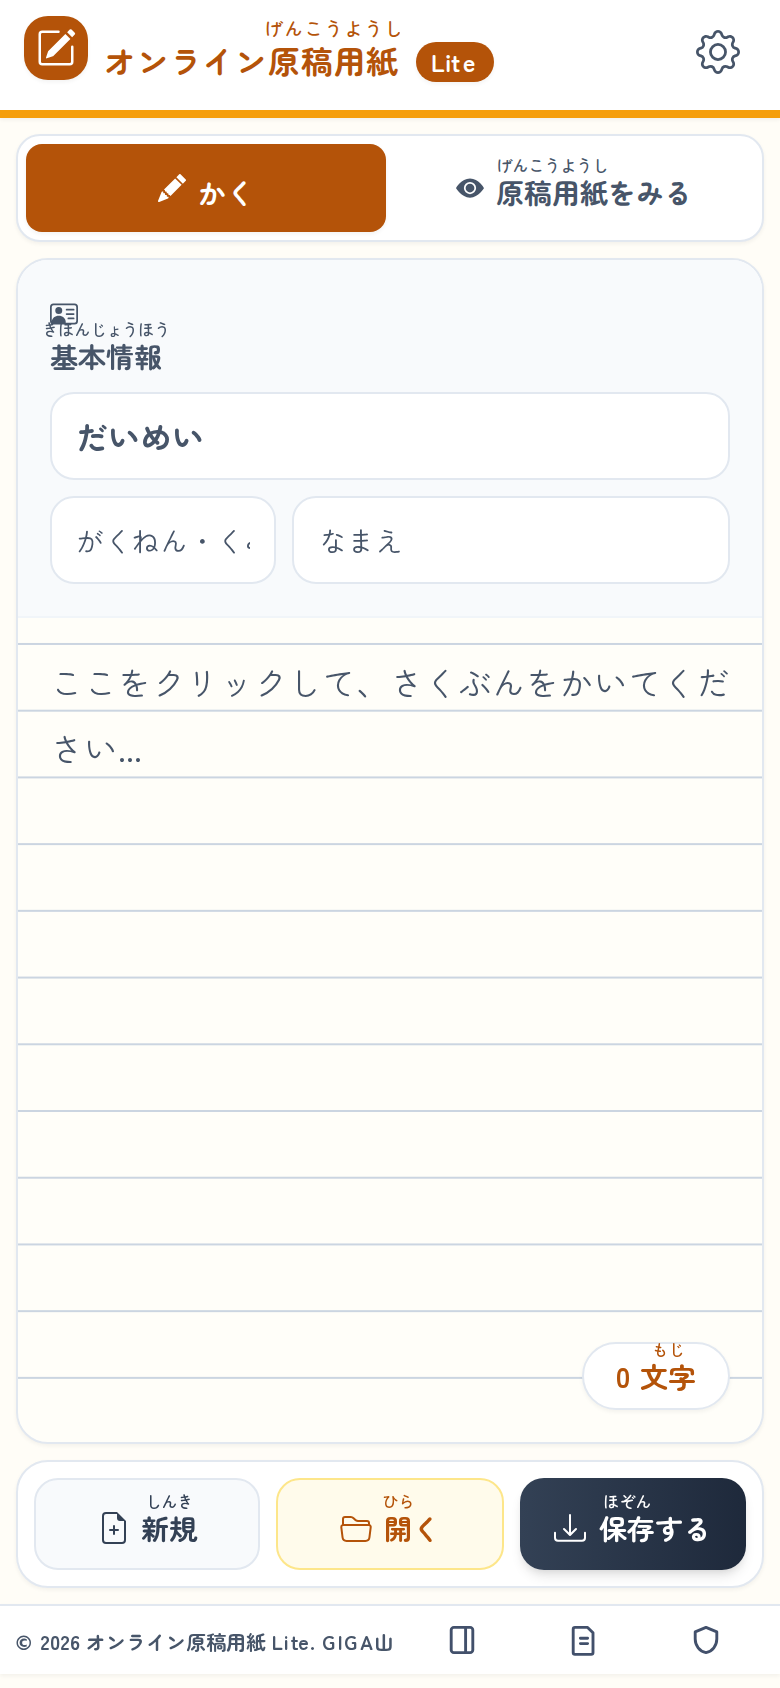 げんこうようし
オンライン原稿用紙 Lite
かく
げんこうようし
原稿用紙をみる
きほんじょうほう
基本情報
だいめい
がくねん・く
なまえ
ここをクリックして、さくぶんをかいてくだ
さい...
もじ
0 文字
しんき
新規
ひら
開く
ほぞん
保存する
© 2026 オンライン原稿用紙 Lite. GIGA山